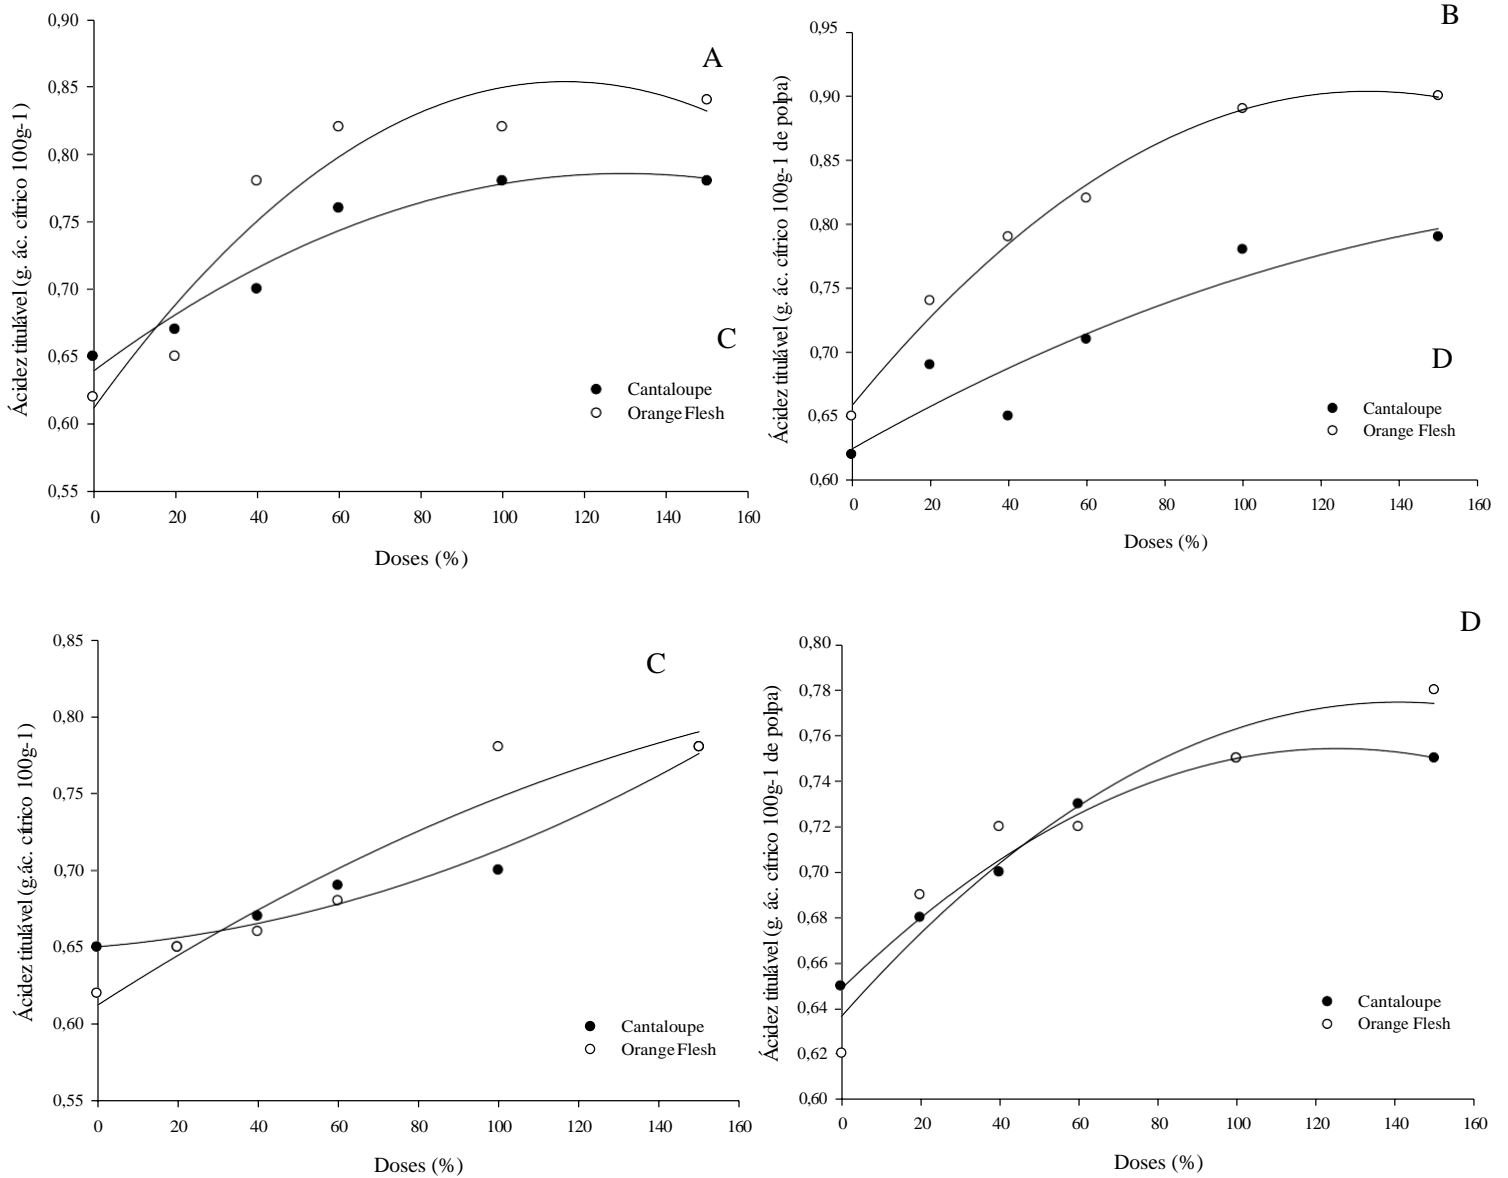 A
Ácidez titulável (g. ác. cítrico 100g-1)
0,90
0,85
0,80
0,75
0,70
0,65
0,60
0,55
C
Cantaloupe
Orange Flesh
0 20 40 60 80 100 120 140 160
Doses (%)
B
Ácidez titulável (g. ác. cítrico 100g-1 de polpa)
0,95
0,90
0,85
0,80
0,75
0,70
0,65
0,60
D
Cantaloupe
Orange Flesh
0 20 40 60 80 100 120 140 160
Doses (%)
C
Ácidez titulável (g.ác. cítrico 100g-1)
0,85
0,80
0,75
0,70
0,65
0,60
0,55
Cantaloupe
Orange Flesh
0 20 40 60 80 100 120 140 160
Doses (%)
D
Ácidez titulável (g. ác. cítrico 100g-1 de polpa)
0,80
0,78
0,76
0,74
0,72
0,70
0,68
0,66
0,64
0,62
0,60
Cantaloupe
Orange Flesh
0 20 40 60 80 100 120 140 160
Doses (%)